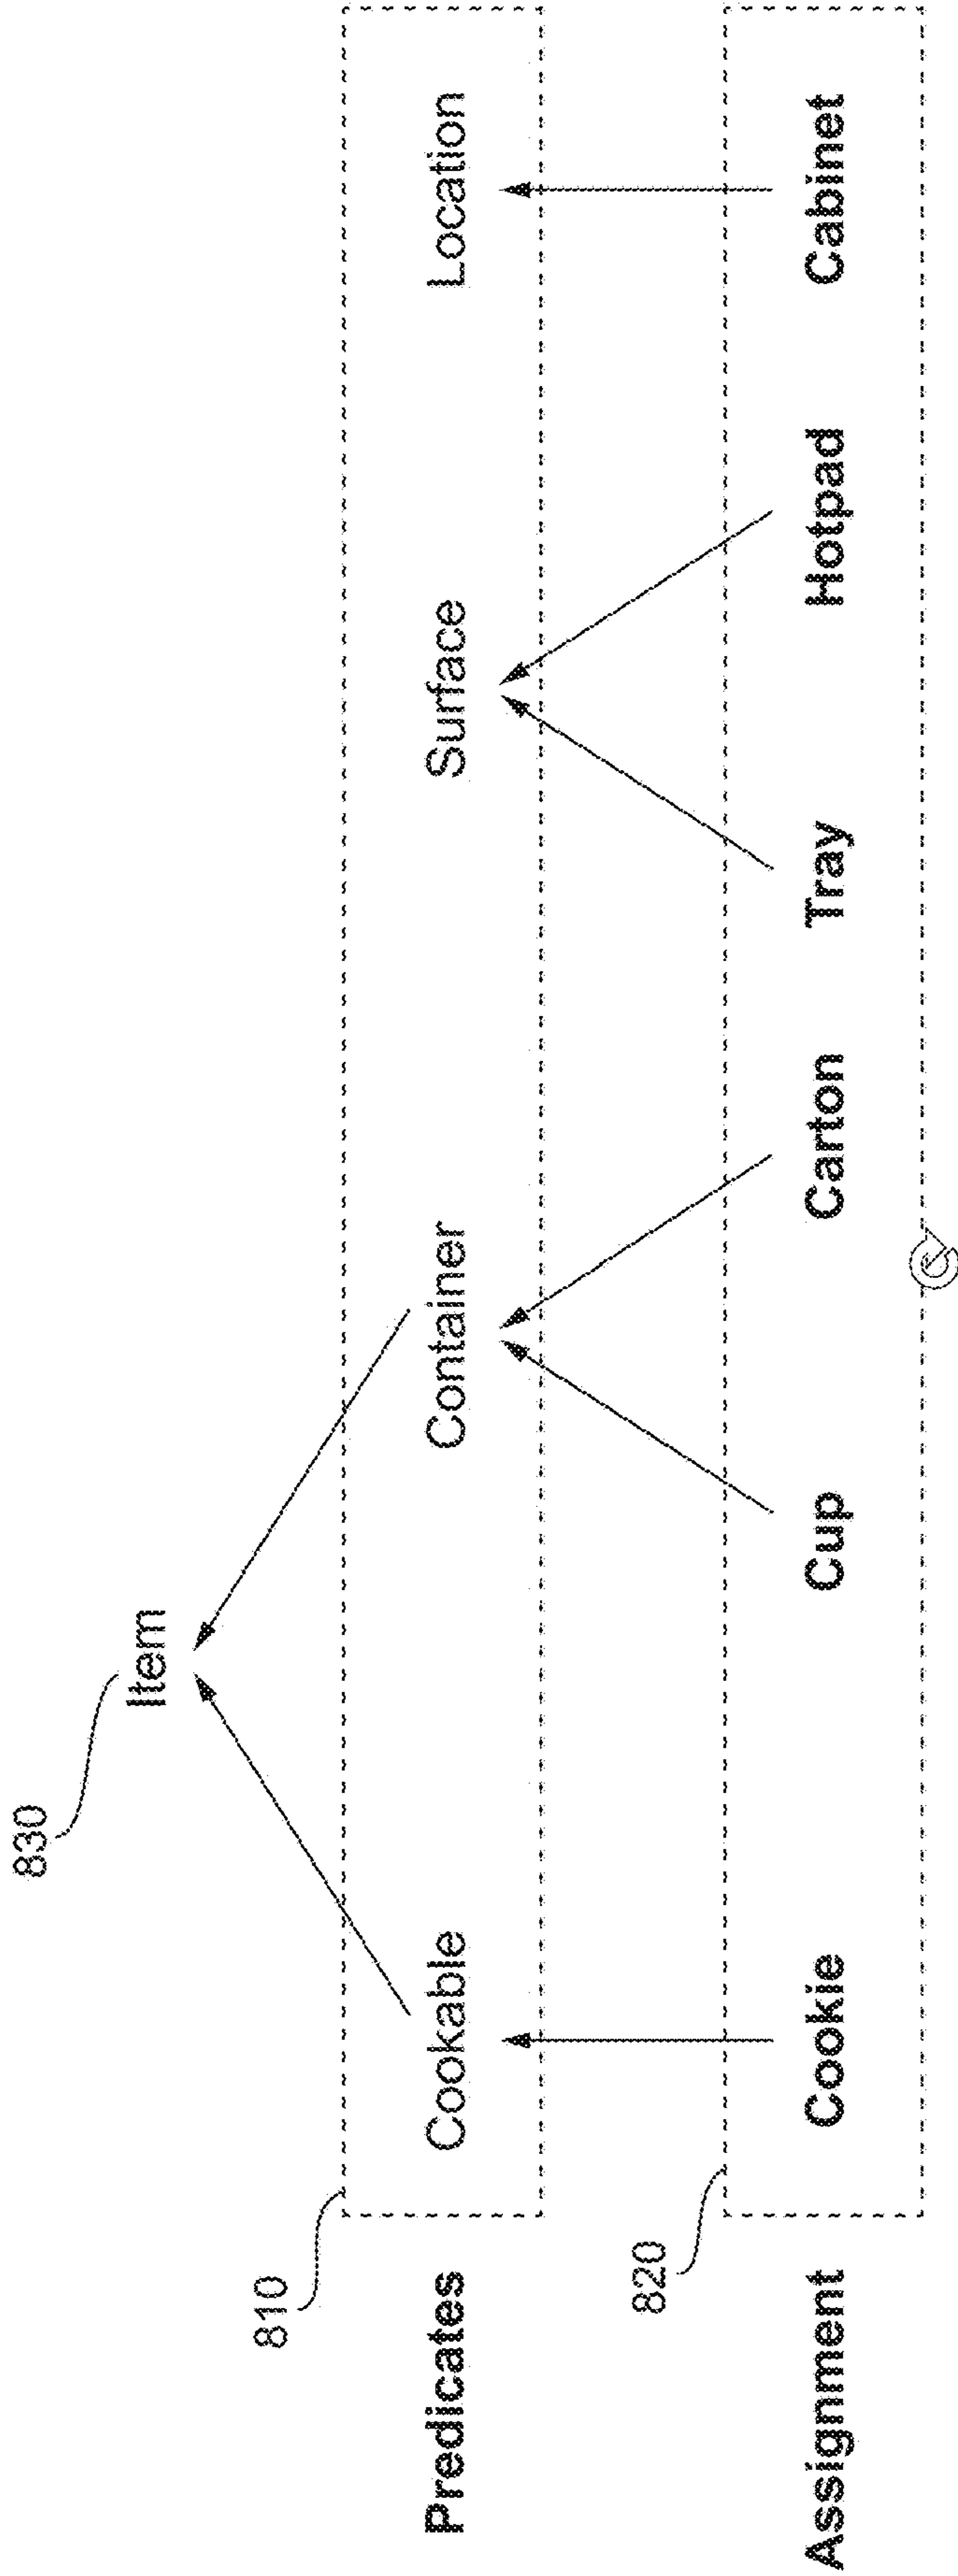 830
Item
810
Predicates Cookable Container Surface Location
820
Assignment Cookie Cup Carton Tray Hotpad Cabinet